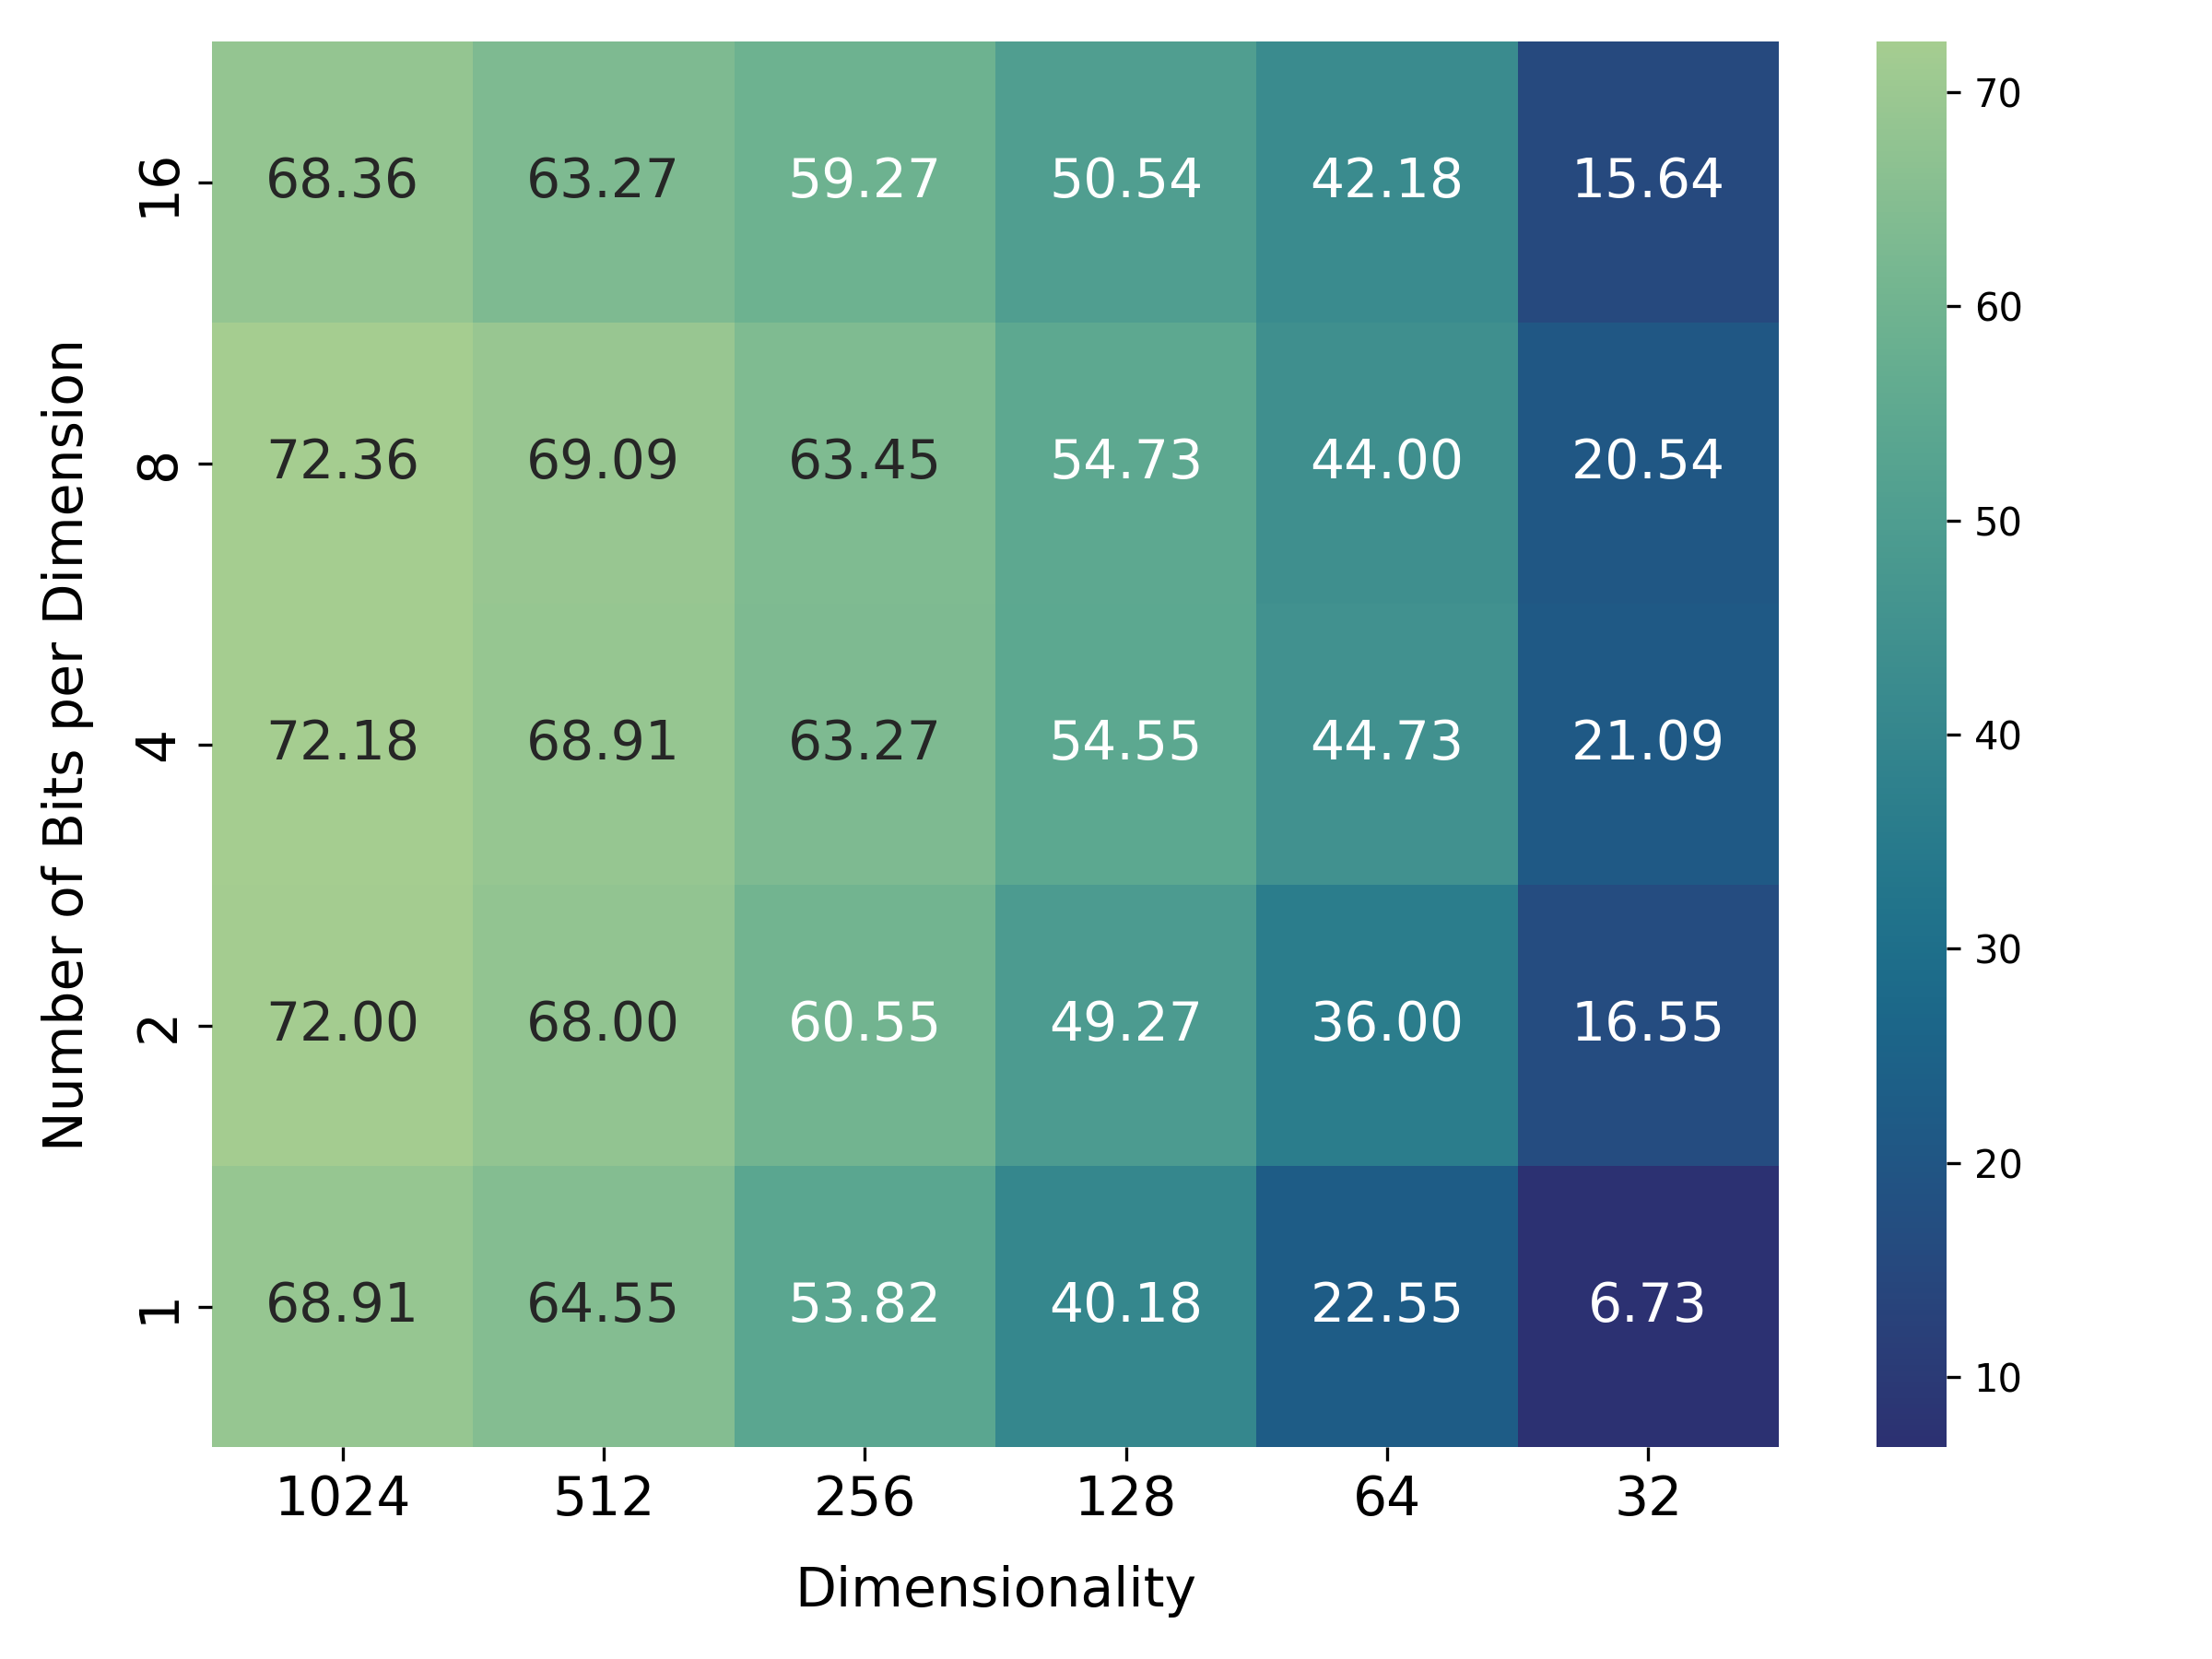 Number of Bits per Dimension
16 68.36 63.27 59.27 50.54 42.18 15.64
8 72.36 69.09 63.45 54.73 44.00 20.54
4 72.18 68.91 63.27 54.55 44.73 21.09
2 72.00 68.00 60.55 49.27 36.00 16.55
1 68.91 64.55 53.82 40.18 22.55 6.73
1024 512 256 128 64 32
Dimensionality
70
60
50
40
30
20
10